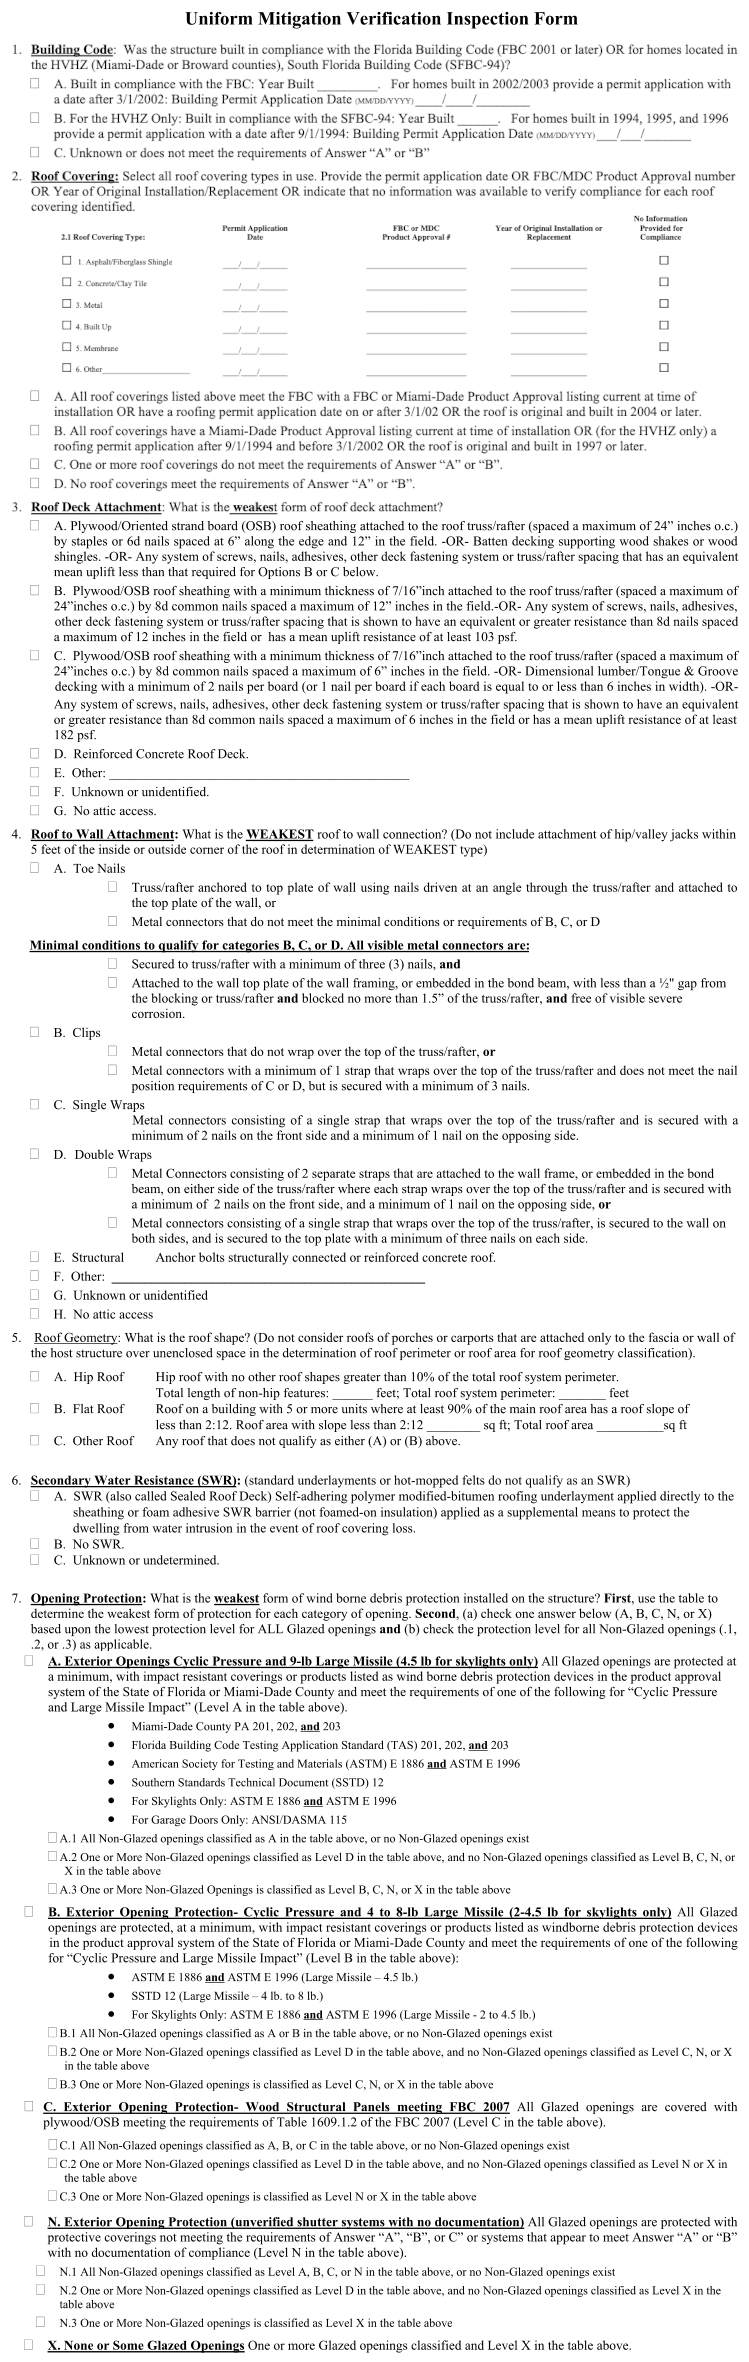 Uniform Mitigation Verification Inspection Form
1. Building Code: Was the structure built in compliance with the Florida Building Code (FBC 2001 or later) OR for homes located in
the HVHZ (Miami-Dade or Broward counties), South Florida Building Code (SFBC-94)?
☐ A. Built in compliance with the FBC: Year Built _________. For homes built in 2002/2003 provide a permit application with
a date after 3/1/2002: Building Permit Application Date (MM/DD/YYYY) ____/____/________
☐ B. For the HVHZ Only: Built in compliance with the SFBC-94: Year Built ______. For homes built in 1994, 1995, and 1996
provide a permit application with a date after 9/1/1994: Building Permit Application Date (MM/DD/YYYY) ___/___/_______
☐ C. Unknown or does not meet the requirements of Answer “A” or “B”
2. Roof Covering: Select all roof covering types in use. Provide the permit application date OR FBC/MDC Product Approval number
OR Year of Original Installation/Replacement OR indicate that no information was available to verify compliance for each roof
covering identified.
2.1 Roof Covering Type: Permit Application Date FBC or MDC Product Approval # Year of Original Installation or Replacement No Information Provided for Compliance
☐ 1. Asphalt/Fiberglass Shingle ___/___/_____ ____________ _________ ☐
☐ 2. Concrete/Clay Tile ___/___/_____ ____________ _________ ☐
☐ 3. Metal ___/___/_____ ____________ _________ ☐
☐ 4. Built Up ___/___/_____ ____________ _________ ☐
☐ 5. Membrane ___/___/_____ ____________ _________ ☐
☐ 6. Other____________ ___/___/_____ ____________ _________ ☐
☐ A. All roof coverings listed above meet the FBC with a FBC or Miami-Dade Product Approval listing current at time of
installation OR have a roofing permit application date on or after 3/1/02 OR the roof is original and built in 2004 or later.
☐ B. All roof coverings have a Miami-Dade Product Approval listing current at time of installation OR (for the HVHZ only) a
roofing permit application after 9/1/1994 and before 3/1/2002 OR the roof is original and built in 1997 or later.
☐ C. One or more roof coverings do not meet the requirements of Answer “A” or “B”.
☐ D. No roof coverings meet the requirements of Answer “A” or “B”.
3. Roof Deck Attachment: What is the weakest form of roof deck attachment?
☐ A. Plywood/Oriented strand board (OSB) roof sheathing attached to the roof truss/rafter (spaced a maximum of 24” inches o.c.)
by staples or 6d nails spaced at 6” along the edge and 12” in the field. -OR- Batten decking supporting wood shakes or wood
shingles. -OR- Any system of screws, nails, adhesives, other deck fastening system or truss/rafter spacing that has an equivalent
mean uplift less than that required for Options B or C below.
☐ B. Plywood/OSB roof sheathing with a minimum thickness of 7/16”inch attached to the roof truss/rafter (spaced a maximum of
24”inches o.c.) by 8d common nails spaced a maximum of 12” inches in the field.-OR- Any system of screws, nails, adhesives,
other deck fastening system or truss/rafter spacing that is shown to have an equivalent or greater resistance than 8d nails spaced
a maximum of 12 inches in the field or has a mean uplift resistance of at least 103 psf.
☐ C. Plywood/OSB roof sheathing with a minimum thickness of 7/16”inch attached to the roof truss/rafter (spaced a maximum of
24”inches o.c.) by 8d common nails spaced a maximum of 6” inches in the field. -OR- Dimensional lumber/Tongue & Groove
decking with a minimum of 2 nails per board (or 1 nail per board if each board is equal to or less than 6 inches in width). -OR-
Any system of screws, nails, adhesives, other deck fastening system or truss/rafter spacing that is shown to have an equivalent
or greater resistance than 8d common nails spaced a maximum of 6 inches in the field or has a mean uplift resistance of at least
182 psf.
☐ D. Reinforced Concrete Roof Deck.
☐ E. Other: ____________________
☐ F. Unknown or unidentified.
☐ G. No attic access.
4. Roof to Wall Attachment: What is the WEAKEST roof to wall connection? (Do not include attachment of hip/valley jacks within
5 feet of the inside or outside corner of the roof in determination of WEAKEST type)
☐ A. Toe Nails
☐ Truss/rafter anchored to top plate of wall using nails driven at an angle through the truss/rafter and attached to
the top plate of the wall, or
☐ Metal connectors that do not meet the minimal conditions or requirements of B, C, or D
Minimal conditions to qualify for categories B, C, or D. All visible metal connectors are:
☐ Secured to truss/rafter with a minimum of three (3) nails, and
☐ Attached to the wall top plate of the wall framing, or embedded in the bond beam, with less than a ½" gap from
the blocking or truss/rafter and blocked no more than 1.5” of the truss/rafter, and free of visible severe
corrosion.
☐ B. Clips
☐ Metal connectors that do not wrap over the top of the truss/rafter, or
☐ Metal connectors with a minimum of 1 strap that wraps over the top of the truss/rafter and does not meet the nail
position requirements of C or D, but is secured with a minimum of 3 nails.
☐ C. Single Wraps
Metal connectors consisting of a single strap that wraps over the top of the truss/rafter and is secured with a
minimum of 2 nails on the front side and a minimum of 1 nail on the opposing side.
☐ D. Double Wraps
☐ Metal Connectors consisting of 2 separate straps that are attached to the wall frame, or embedded in the bond
beam, on either side of the truss/rafter where each strap wraps over the top of the truss/rafter and is secured with
a minimum of 2 nails on the front side, and a minimum of 1 nail on the opposing side, or
☐ Metal connectors consisting of a single strap that wraps over the top of the truss/rafter, is secured to the wall on
both sides, and is secured to the top plate with a minimum of three nails on each side.
☐ E. Structural Anchor bolts structurally connected or reinforced concrete roof.
☐ F. Other: ____________________
☐ G. Unknown or unidentified
☐ H. No attic access
5. Roof Geometry: What is the roof shape? (Do not consider roofs of porches or carports that are attached only to the fascia or wall of
the host structure over unenclosed space in the determination of roof perimeter or roof area for roof geometry classification).
☐ A. Hip Roof Hip roof with no other roof shapes greater than 10% of the total roof system perimeter.
Total length of non-hip features: ______ feet; Total roof system perimeter: _______ feet
☐ B. Flat Roof Roof on a building with 5 or more units where at least 90% of the main roof area has a roof slope of
less than 2:12. Roof area with slope less than 2:12 ________ sq ft; Total roof area __________sq ft
☐ C. Other Roof Any roof that does not qualify as either (A) or (B) above.
6. Secondary Water Resistance (SWR): (standard underlayments or hot-mopped felts do not qualify as an SWR)
☐ A. SWR (also called Sealed Roof Deck) Self-adhering polymer modified-bitumen roofing underlayment applied directly to the
sheathing or foam adhesive SWR barrier (not foamed-on insulation) applied as a supplemental means to protect the
dwelling from water intrusion in the event of roof covering loss.
☐ B. No SWR.
☐ C. Unknown or undetermined.
7. Opening Protection: What is the weakest form of wind borne debris protection installed on the structure? First, use the table to
determine the weakest form of protection for each category of opening. Second, (a) check one answer below (A, B, C, N, or X)
based upon the lowest protection level for ALL Glazed openings and (b) check the protection level for all Non-Glazed openings (.1,
.2, or .3) as applicable.
☐ A. Exterior Openings Cyclic Pressure and 9-lb Large Missile (4.5 lb for skylights only) All Glazed openings are protected at
a minimum, with impact resistant coverings or products listed as wind borne debris protection devices in the product approval
system of the State of Florida or Miami-Dade County and meet the requirements of one of the following for “Cyclic Pressure
and Large Missile Impact” (Level A in the table above).
• Miami-Dade County PA 201, 202, and 203
• Florida Building Code Testing Application Standard (TAS) 201, 202, and 203
• American Society for Testing and Materials (ASTM) E 1886 and ASTM E 1996
• Southern Standards Technical Document (SSTD) 12
• For Skylights Only: ASTM E 1886 and ASTM E 1996
• For Garage Doors Only: ANSI/DASMA 115
☐ A.1 All Non-Glazed openings classified as A in the table above, or no Non-Glazed openings exist
☐ A.2 One or More Non-Glazed openings classified as Level D in the table above, and no Non-Glazed openings classified as Level B, C, N, or
X in the table above
☐ A.3 One or More Non-Glazed Openings is classified as Level B, C, N, or X in the table above
☐ B. Exterior Opening Protection- Cyclic Pressure and 4 to 8-lb Large Missile (2-4.5 lb for skylights only) All Glazed
openings are protected, at a minimum, with impact resistant coverings or products listed as windborne debris protection devices
in the product approval system of the State of Florida or Miami-Dade County and meet the requirements of one of the following
for “Cyclic Pressure and Large Missile Impact” (Level B in the table above):
• ASTM E 1886 and ASTM E 1996 (Large Missile – 4.5 lb.)
• SSTD 12 (Large Missile – 4 lb. to 8 lb.)
• For Skylights Only: ASTM E 1886 and ASTM E 1996 (Large Missile - 2 to 4.5 lb.)
☐ B.1 All Non-Glazed openings classified as A or B in the table above, or no Non-Glazed openings exist
☐ B.2 One or More Non-Glazed openings classified as Level D in the table above, and no Non-Glazed openings classified as Level C, N, or X
in the table above
☐ B.3 One or More Non-Glazed openings is classified as Level C, N, or X in the table above
☐ C. Exterior Opening Protection- Wood Structural Panels meeting FBC 2007 All Glazed openings are covered with
plywood/OSB meeting the requirements of Table 1609.1.2 of the FBC 2007 (Level C in the table above).
☐ C.1 All Non-Glazed openings classified as A, B, or C in the table above, or no Non-Glazed openings exist
☐ C.2 One or More Non-Glazed openings classified as Level D in the table above, and no Non-Glazed openings classified as Level N or X in
the table above
☐ C.3 One or More Non-Glazed openings is classified as Level N or X in the table above
☐ N. Exterior Opening Protection (unverified shutter systems with no documentation) All Glazed openings are protected with
protective coverings not meeting the requirements of Answer “A”, “B”, or C” or systems that appear to meet Answer “A” or “B”
with no documentation of compliance (Level N in the table above).
☐ N.1 All Non-Glazed openings classified as Level A, B, C, or N in the table above, or no Non-Glazed openings exist
☐ N.2 One or More Non-Glazed openings classified as Level D in the table above, and no Non-Glazed openings classified as Level X in the
table above
☐ N.3 One or More Non-Glazed openings is classified as Level X in the table above
☐ X. None or Some Glazed Openings One or more Glazed openings classified and Level X in the table above.